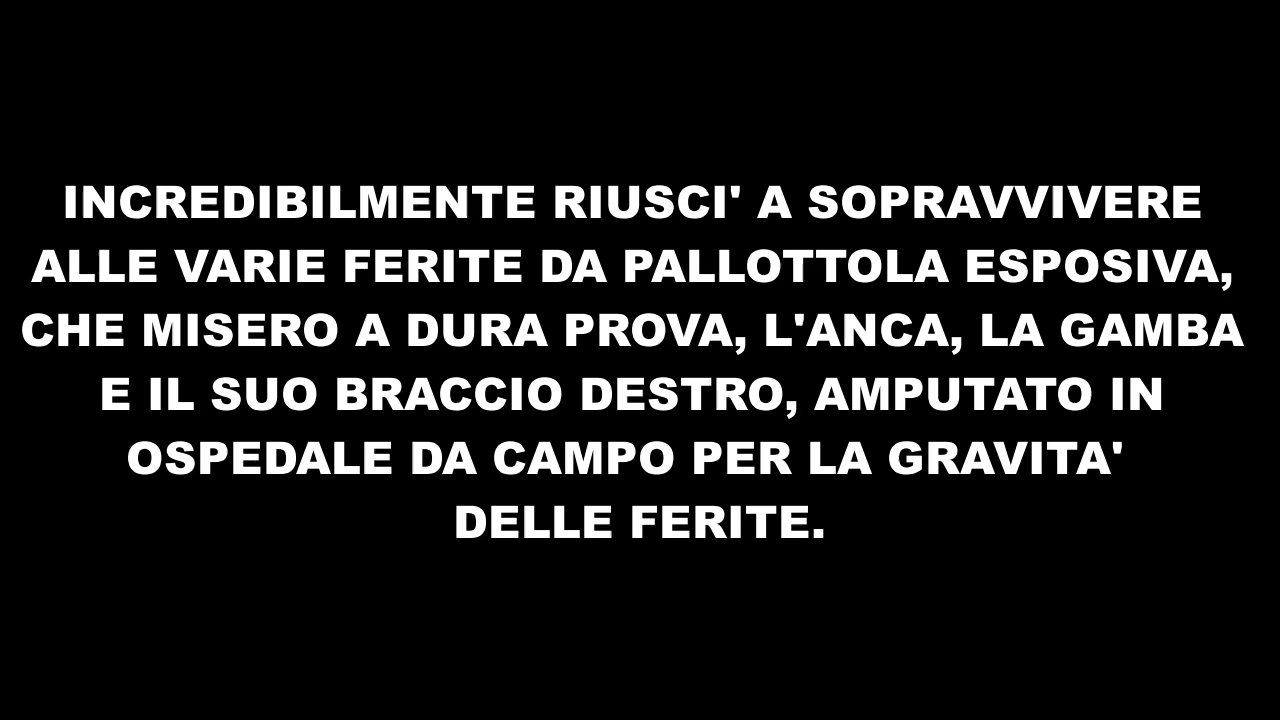 INCREDIBILMENTE RIUSCI' A SOPRAVVIVERE
ALLE VARIE FERITE DA PALLOTTOLA ESPOSIVA,
CHE MISERO A DURA PROVA, L'ANCA, LA GAMBA
E IL SUO BRACCIO DESTRO, AMPUTATO IN
OSPEDALE DA CAMPO PER LA GRAVITA'
DELLE FERITE.